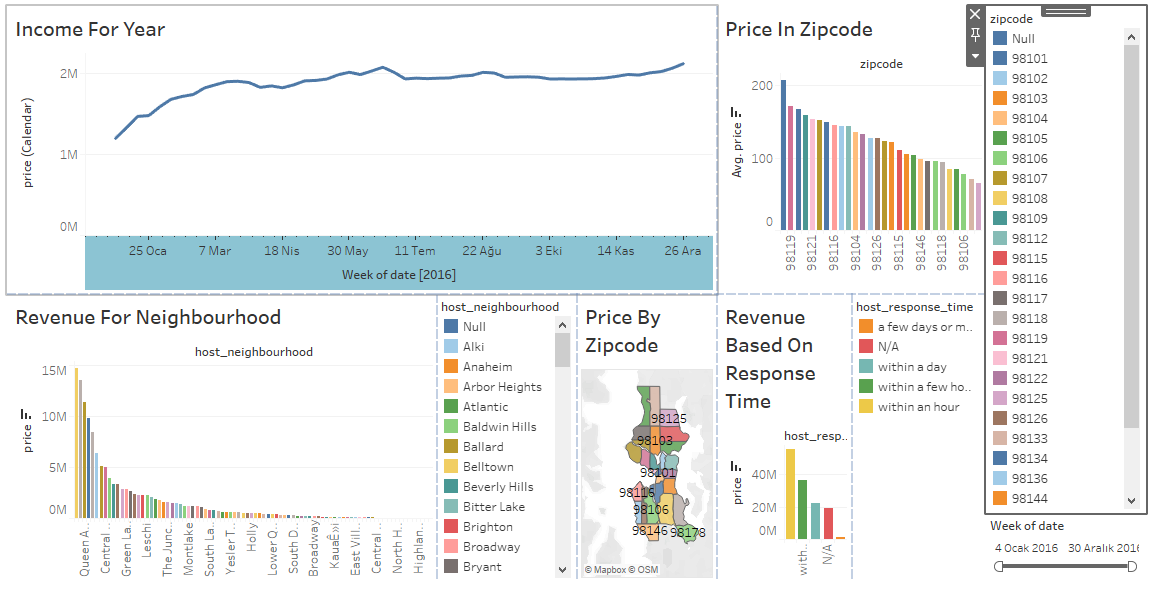 Income For Year
price (Calendar)
2M
1M
0M
25 Oca
7 Mar
18 Nis
30 May
11 Tem
22 Ağu
3 Eki
14 Kas
26 Ara
Week of date [2016]
Price In Zipcode
zipcode
Avg. price
200
100
0
98119
98121
98116
98104
98126
98115
98146
98118
98106
zipcode
Null
98101
98102
98103
98104
98105
98106
98107
98108
98109
98112
98115
98116
98117
98118
98119
98121
98122
98125
98126
98133
98134
98136
98144
Week of date
4 Ocak 2016
30 Aralık 2016
Revenue For Neighbourhood
host_neighbourhood
price
15M
10M
5M
0M
Queen A..
Central ..
Green La..
Leschi
The Junc..
Montlake
South La..
Yesler T..
Holly
Lower Q..
South D..
Broadway
KauaÊ»i
East Vill..
Central ..
North H..
Highlan..
host_neighbourhood
Null
Alki
Anaheim
Arbor Heights
Atlantic
Baldwin Hills
Ballard
Belltown
Beverly Hills
Bitter Lake
Brighton
Broadway
Bryant
Price By
Zipcode
98125
98103
98101
98116
98106
98146
98178
© Mapbox © OSM
Revenue
Based On
Response
Time
host_resp..
price
40M
20M
0M
with..
N/A
host_response_time
a few days or m..
N/A
within a day
within a few ho..
within an hour